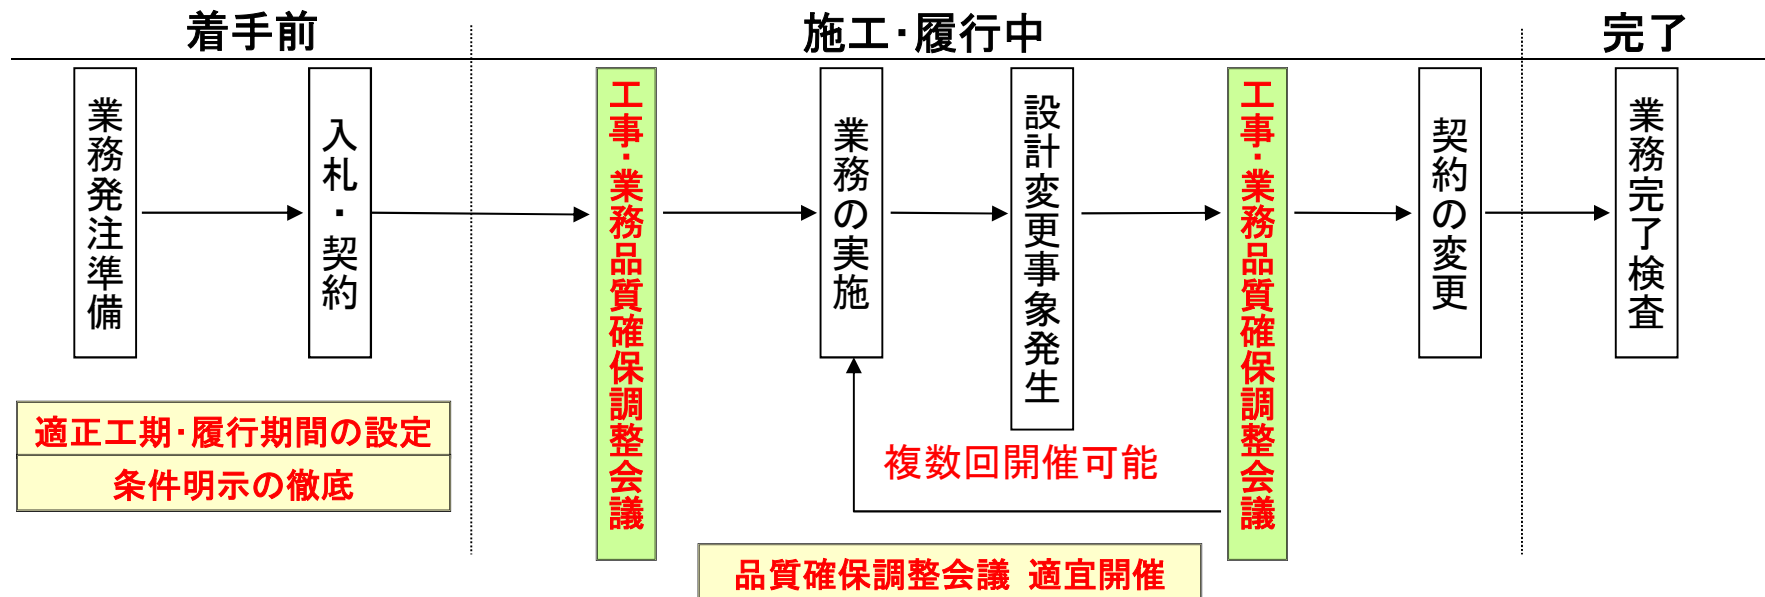 着手前
施工・履行中
完了
業務発注準備
入札・契約
工事・業務品質確保調整会議
業務の実施
設計変更事象発生
工事・業務品質確保調整会議
契約の変更
業務完了検査
適正工期・履行期間の設定
条件明示の徹底
複数回開催可能
品質確保調整会議 適宜開催